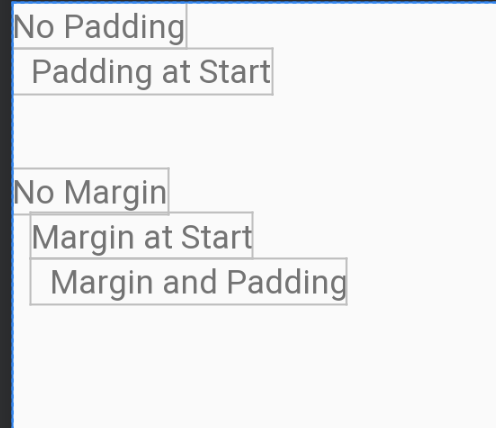 No Padding
Padding at Start
No Margin
Margin at Start
Margin and Padding